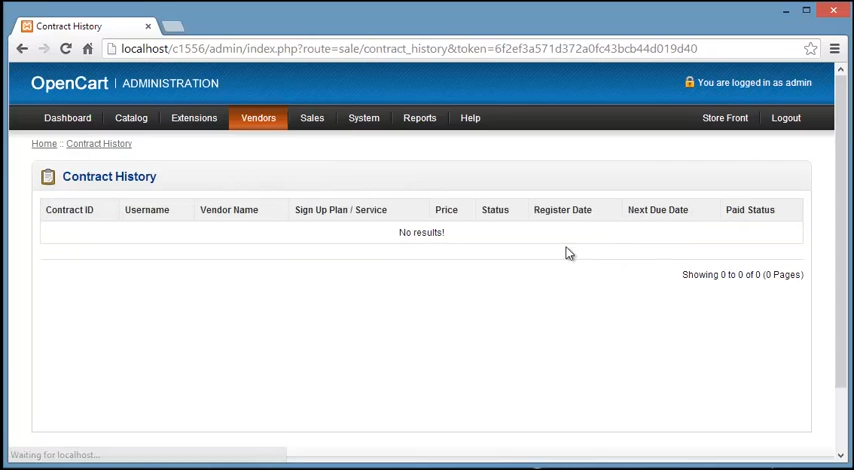 Contract History
localhost/c1556/admin/index.php?route=sale/contract_history&token=6f2ef3a571d372a0fc43bcb44d019d40
OpenCart | ADMINISTRATION
You are logged in as admin
Dashboard Catalog Extensions Vendors Sales System Reports Help Store Front Logout
Home :: Contract History
Contract History
Contract ID Username Vendor Name Sign Up Plan / Service Price Status Register Date Next Due Date Paid Status
No results!
Showing 0 to 0 of 0 (0 Pages)
Waiting for localhost...